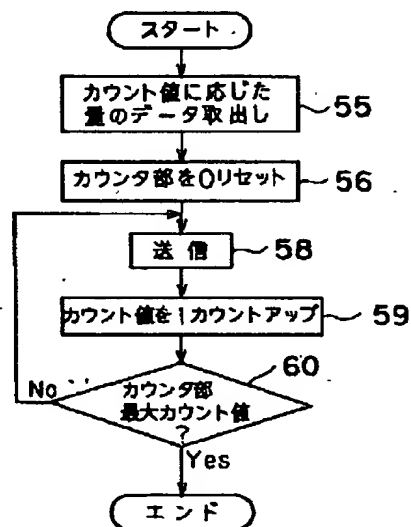 スタート
カウント値に応じた
量のデータ取出し
55
カウンタ部を0リセット
56
送信
58
カウント値を1カウントアップ
59
60
No
カウンタ部
最大カウント値
?
Yes
エンド